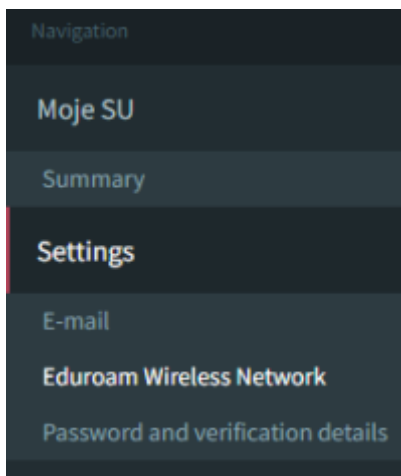 Navigation
Moje SU
Summary
Settings
E-mail
Eduroam Wireless Network
Password and verification details